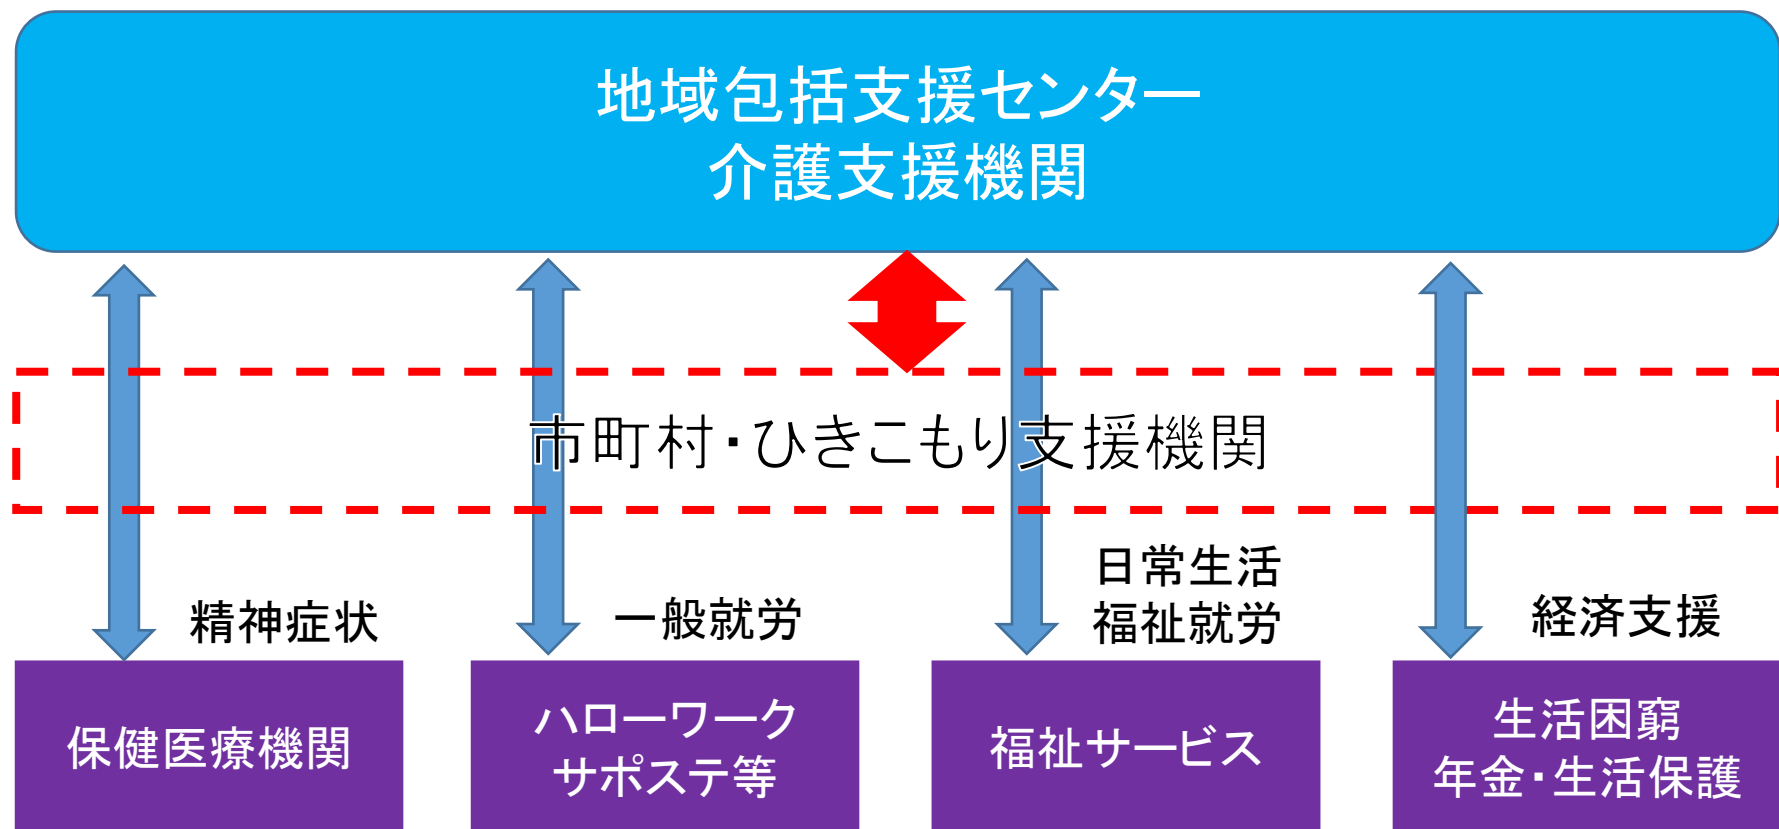 地域包括支援センター
介護支援機関
市町村・ひきこもり支援機関
精神症状
一般就労
日常生活
福祉就労
経済支援
保健医療機関
ハローワーク
サポステ等
福祉サービス
生活困窮
年金・生活保護